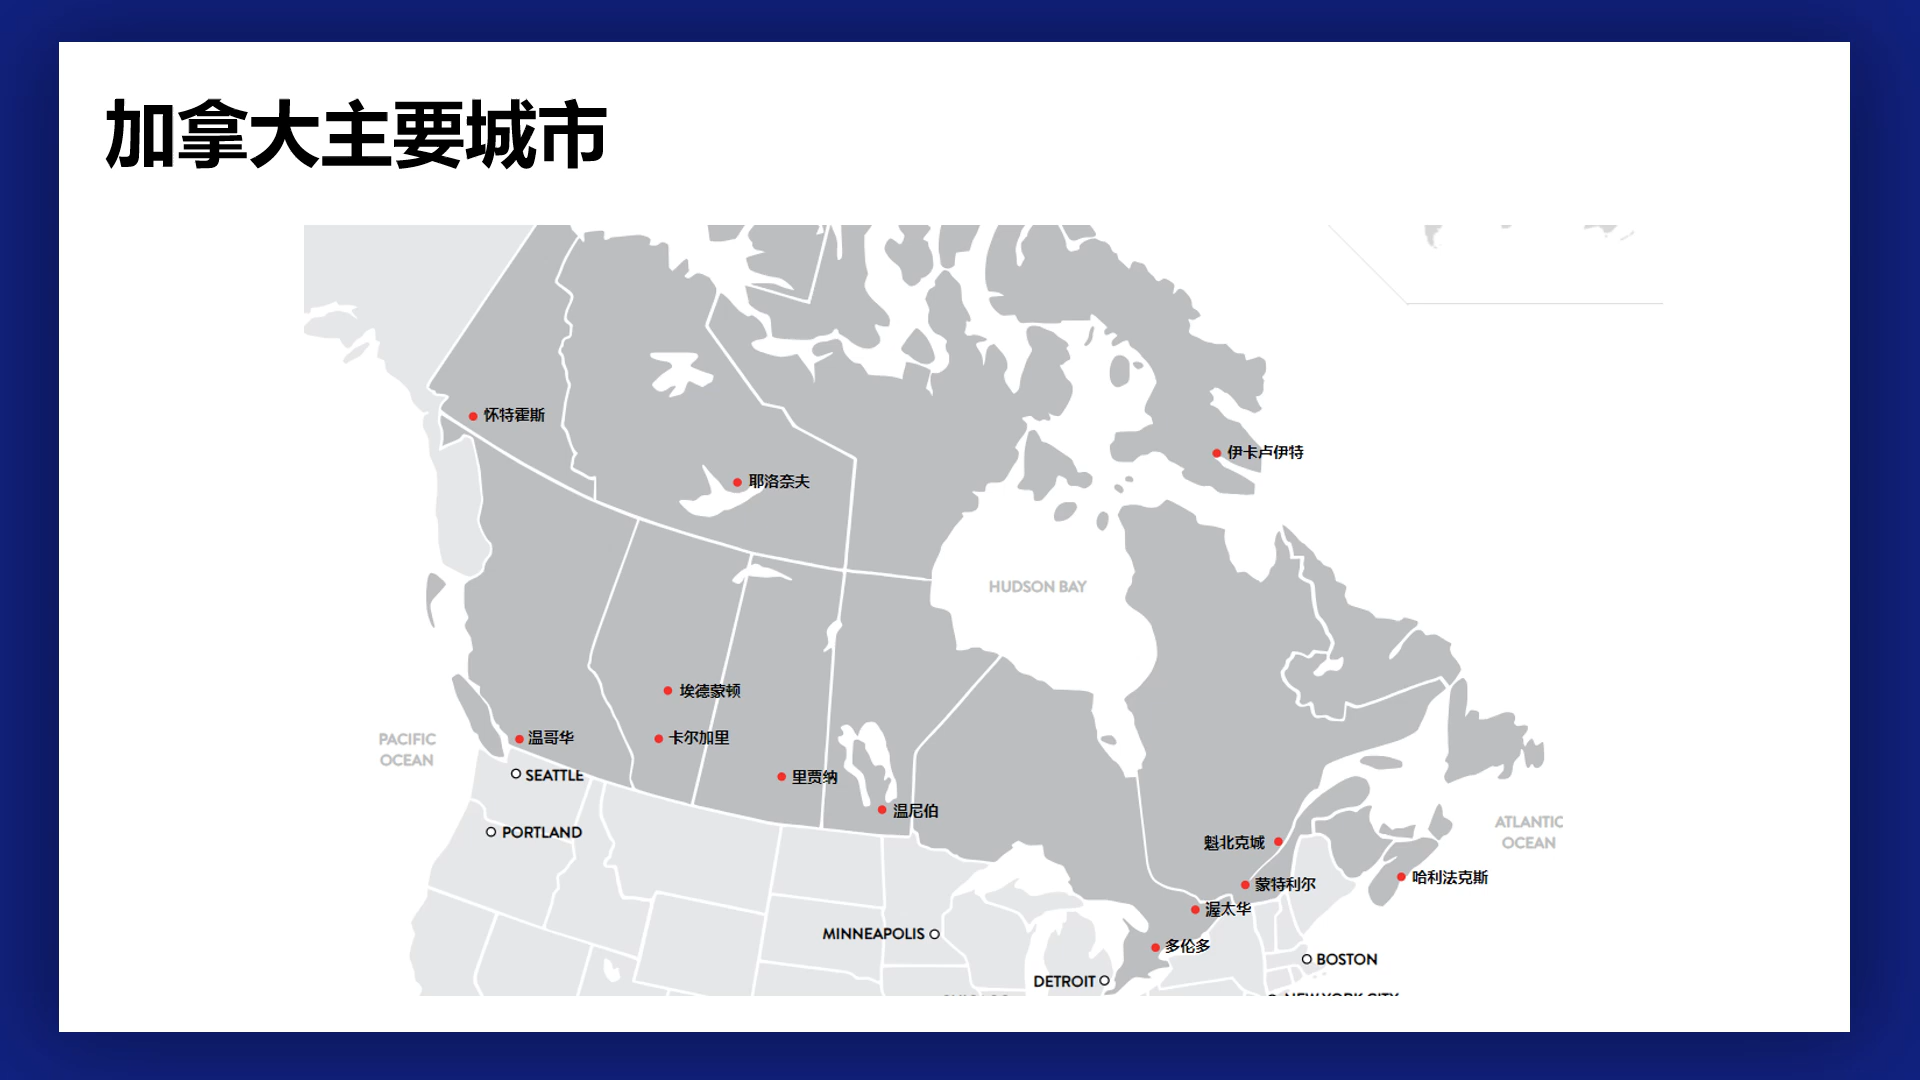 加拿大主要城市
怀特霍斯
伊卡卢伊特
耶洛奈夫
HUDSON BAY
埃德蒙顿
PACIFIC
OCEAN
温哥华
卡尔加里
SEATTLE
里贾纳
温尼伯
PORTLAND
ATLANTIC
OCEAN
魁北克城
蒙特利尔
哈利法克斯
渥太华
MINNEAPOLIS
多伦多
BOSTON
DETROIT
NEW YORK CITY